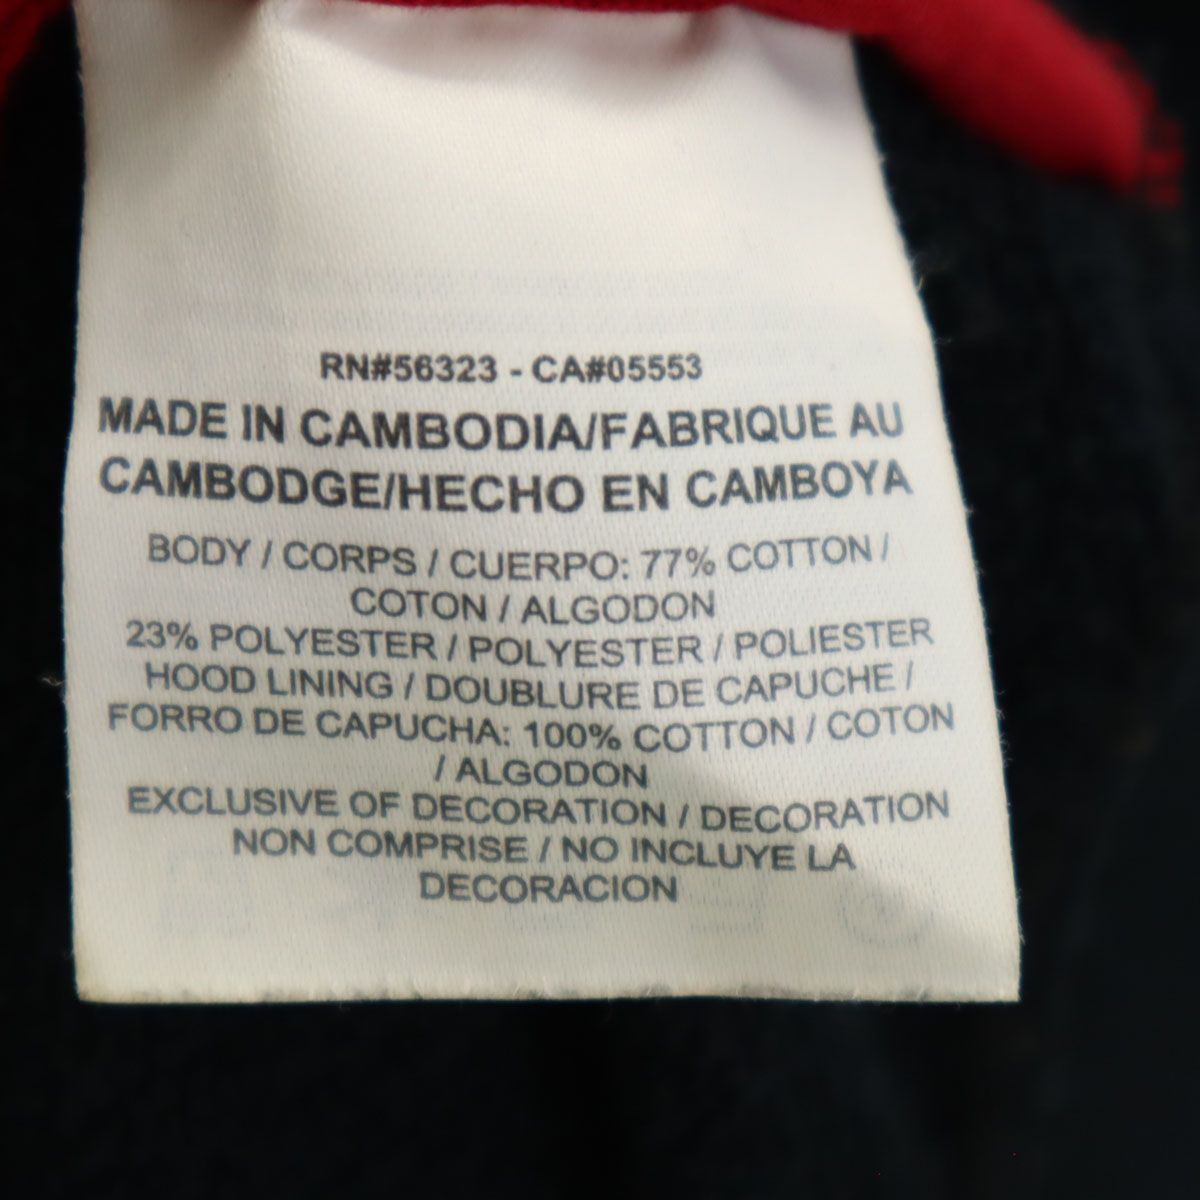 RN#56323 - CA#05553
MADE IN CAMBODIA/FABRIQUE AU
CAMBODGE/HECHO EN CAMBOYA
BODY / CORPS / CUERPO: 77% COTTON /
COTON / ALGODON
23% POLYESTER / POLYESTER / POLIESTER
HOOD LINING / DOUBLURE DE CAPUCHE /
FORRO DE CAPUCHA: 100% COTTON / COTON
/ ALGODON
EXCLUSIVE OF DECORATION / DECORATION
NON COMPRISE / NO INCLUYE LA
DECORACION